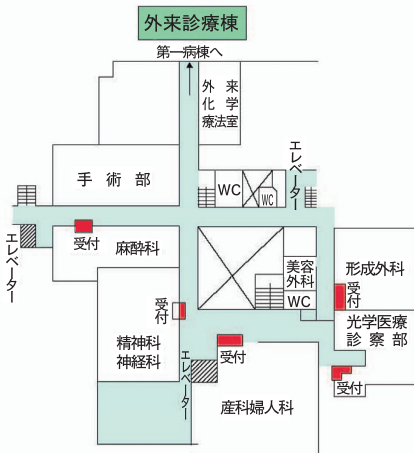 外来診療棟
第一病棟へ
外来
化学
療法室
手術部
WC
WC
エレベーター
エレベーター
受付
麻酔科
美容
外科
WC
形成外科
受付
受付
光学医療
診察部
精神科
神経科
受付
受付
エレベーター
産科婦人科